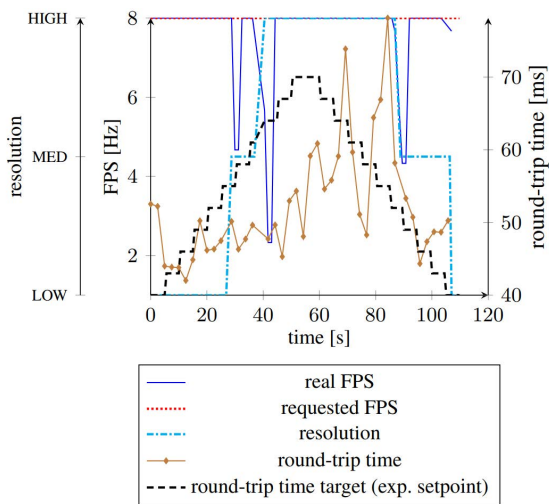 HIGH
MED
LOW
resolution
8
6
4
2
FPS [Hz]
70
60
50
40
round-trip time [ms]
0 20 40 60 80 100 120
time [s]
real FPS
requested FPS
resolution
round-trip time
round-trip time target (exp. setpoint)